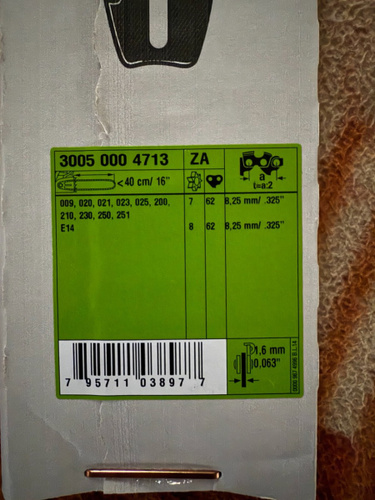 3005 000 4713 ZA
<40 cm/ 16" a
t=a:2
009, 020, 021, 023, 025, 200, 7 62 8,25 mm/ .325"
210, 230, 250, 251
E14 8 62 8,25 mm/ .325"
1,6 mm
0.063"
7 95711 03897 7